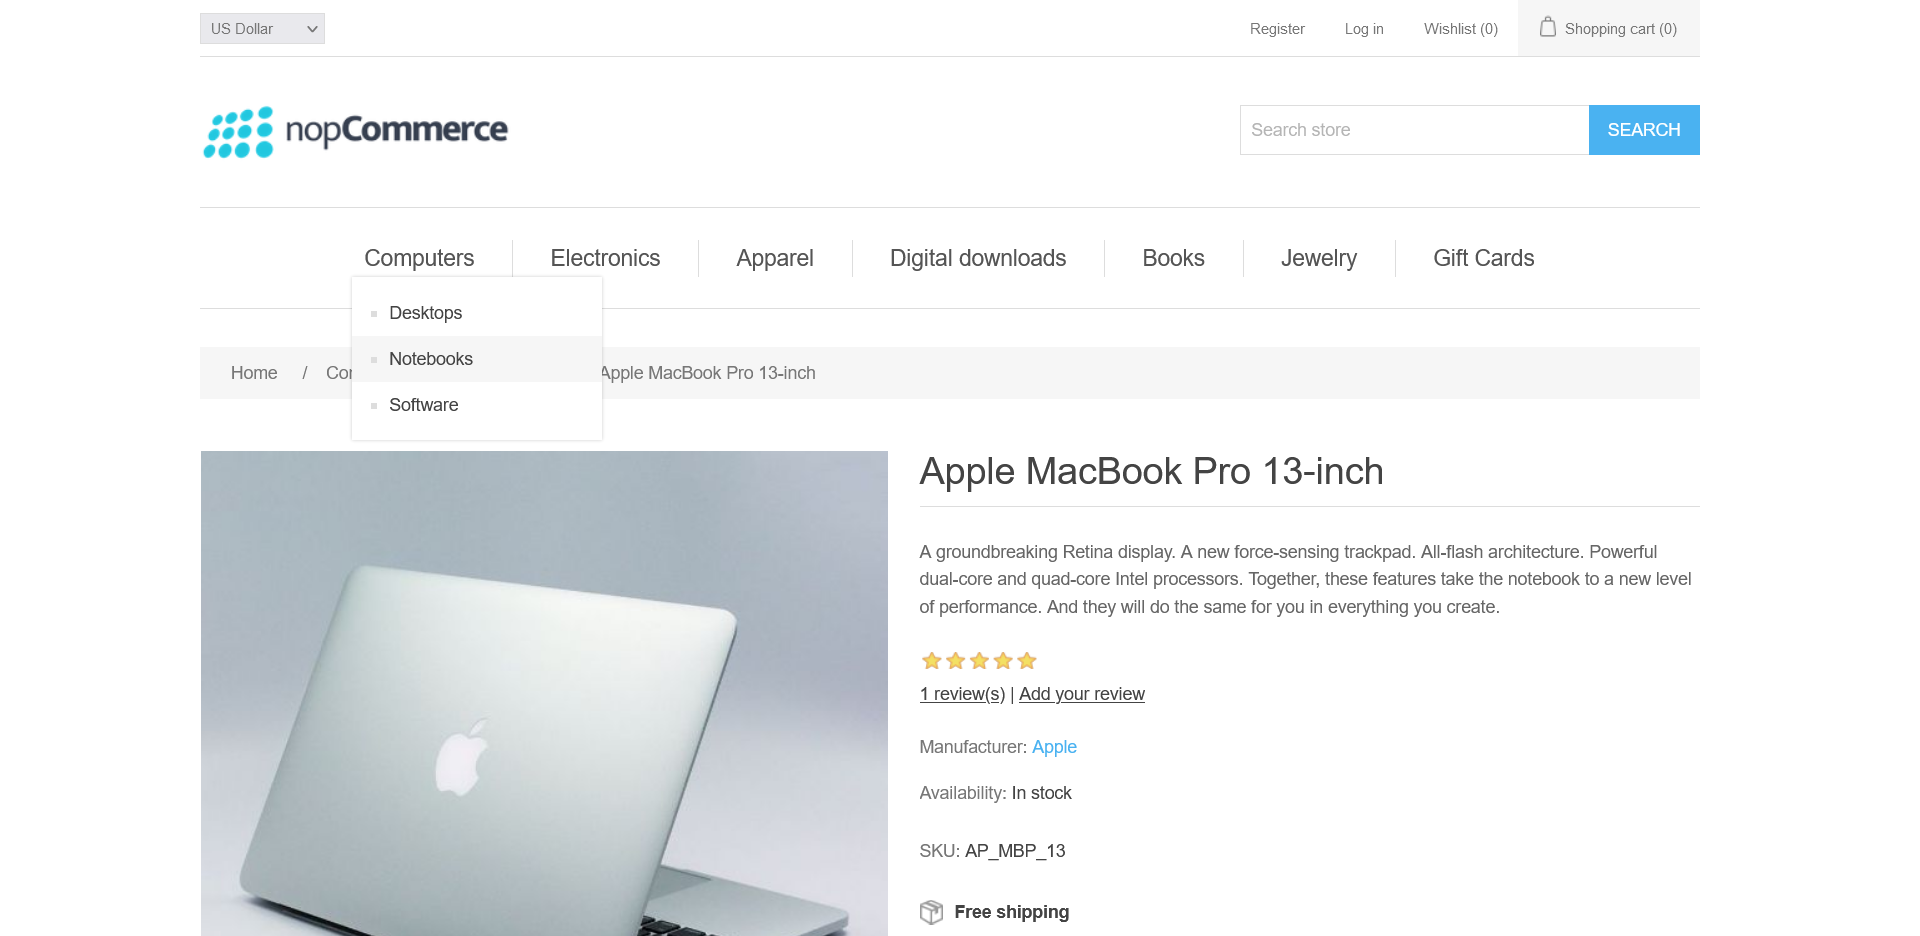 US Dollar
Register
Log in
Wishlist (0)
Shopping cart (0)
nopCommerce
Search store
SEARCH
Computers
Electronics
Apparel
Digital downloads
Books
Jewelry
Gift Cards
Desktops
Notebooks
Software
Home / Apple MacBook Pro 13-inch
Apple MacBook Pro 13-inch
A groundbreaking Retina display. A new force-sensing trackpad. All-flash architecture. Powerful
dual-core and quad-core Intel processors. Together, these features take the notebook to a new level
of performance. And they will do the same for you in everything you create.
1 review(s) | Add your review
Manufacturer: Apple
Availability: In stock
SKU: AP_MBP_13
Free shipping